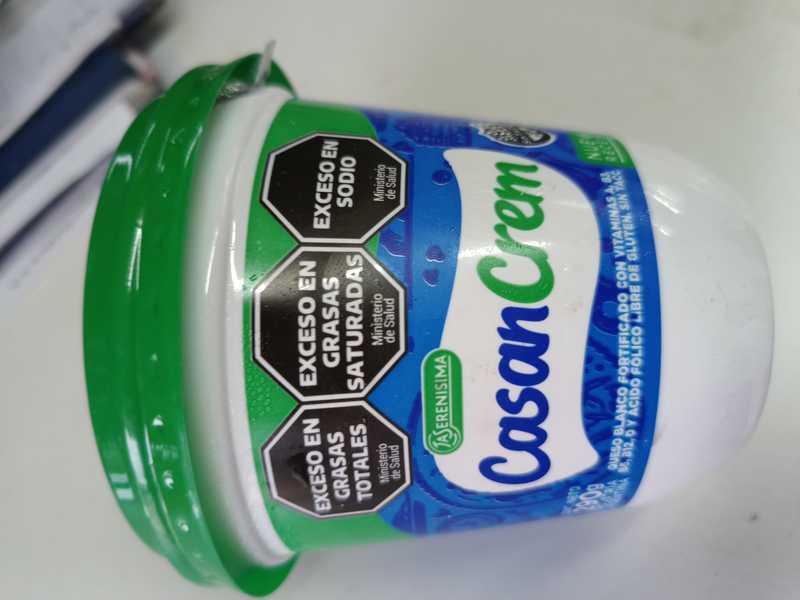 EXCESO EN
GRASAS
TOTALES
Ministerio
de Salud
EXCESO EN
GRASAS
SATURADAS
Ministerio
de Salud
EXCESO EN
SODIO
Ministerio
de Salud
LA SERENISIMA
CasanCrem
QUESO BLANCO FORTIFICADO CON VITAMINAS A, B3,
B6, B12, D Y ÁCIDO FÓLICO LIBRE DE GLUTEN. SIN TACC